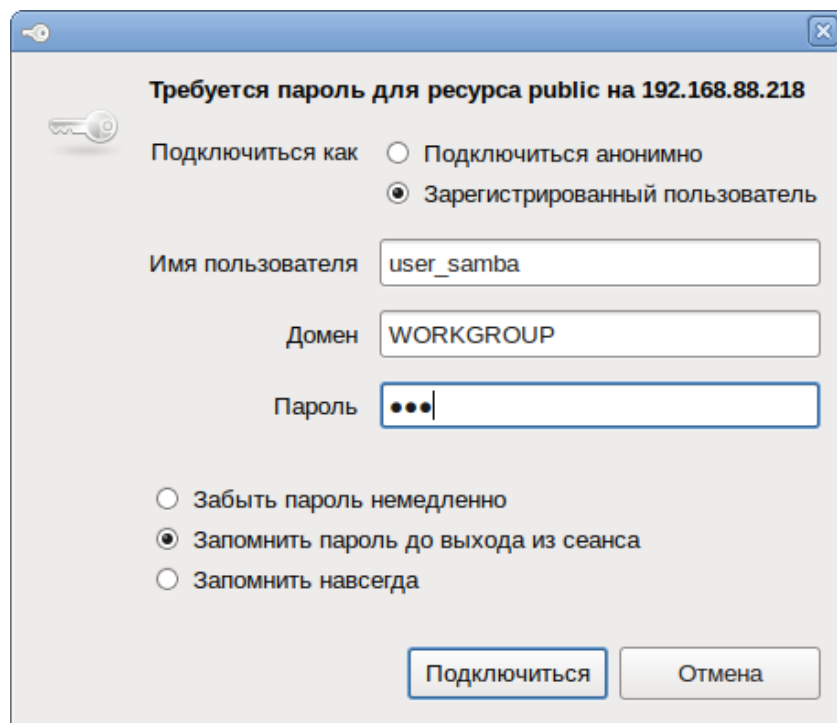 Требуется пароль для ресурса public на 192.168.88.218
Подключиться как
Подключиться анонимно
Зарегистрированный пользователь
Имя пользователя
user_samba
Домен
WORKGROUP
Пароль
●●●
Забыть пароль немедленно
Запомнить пароль до выхода из сеанса
Запомнить навсегда
Подключиться
Отмена